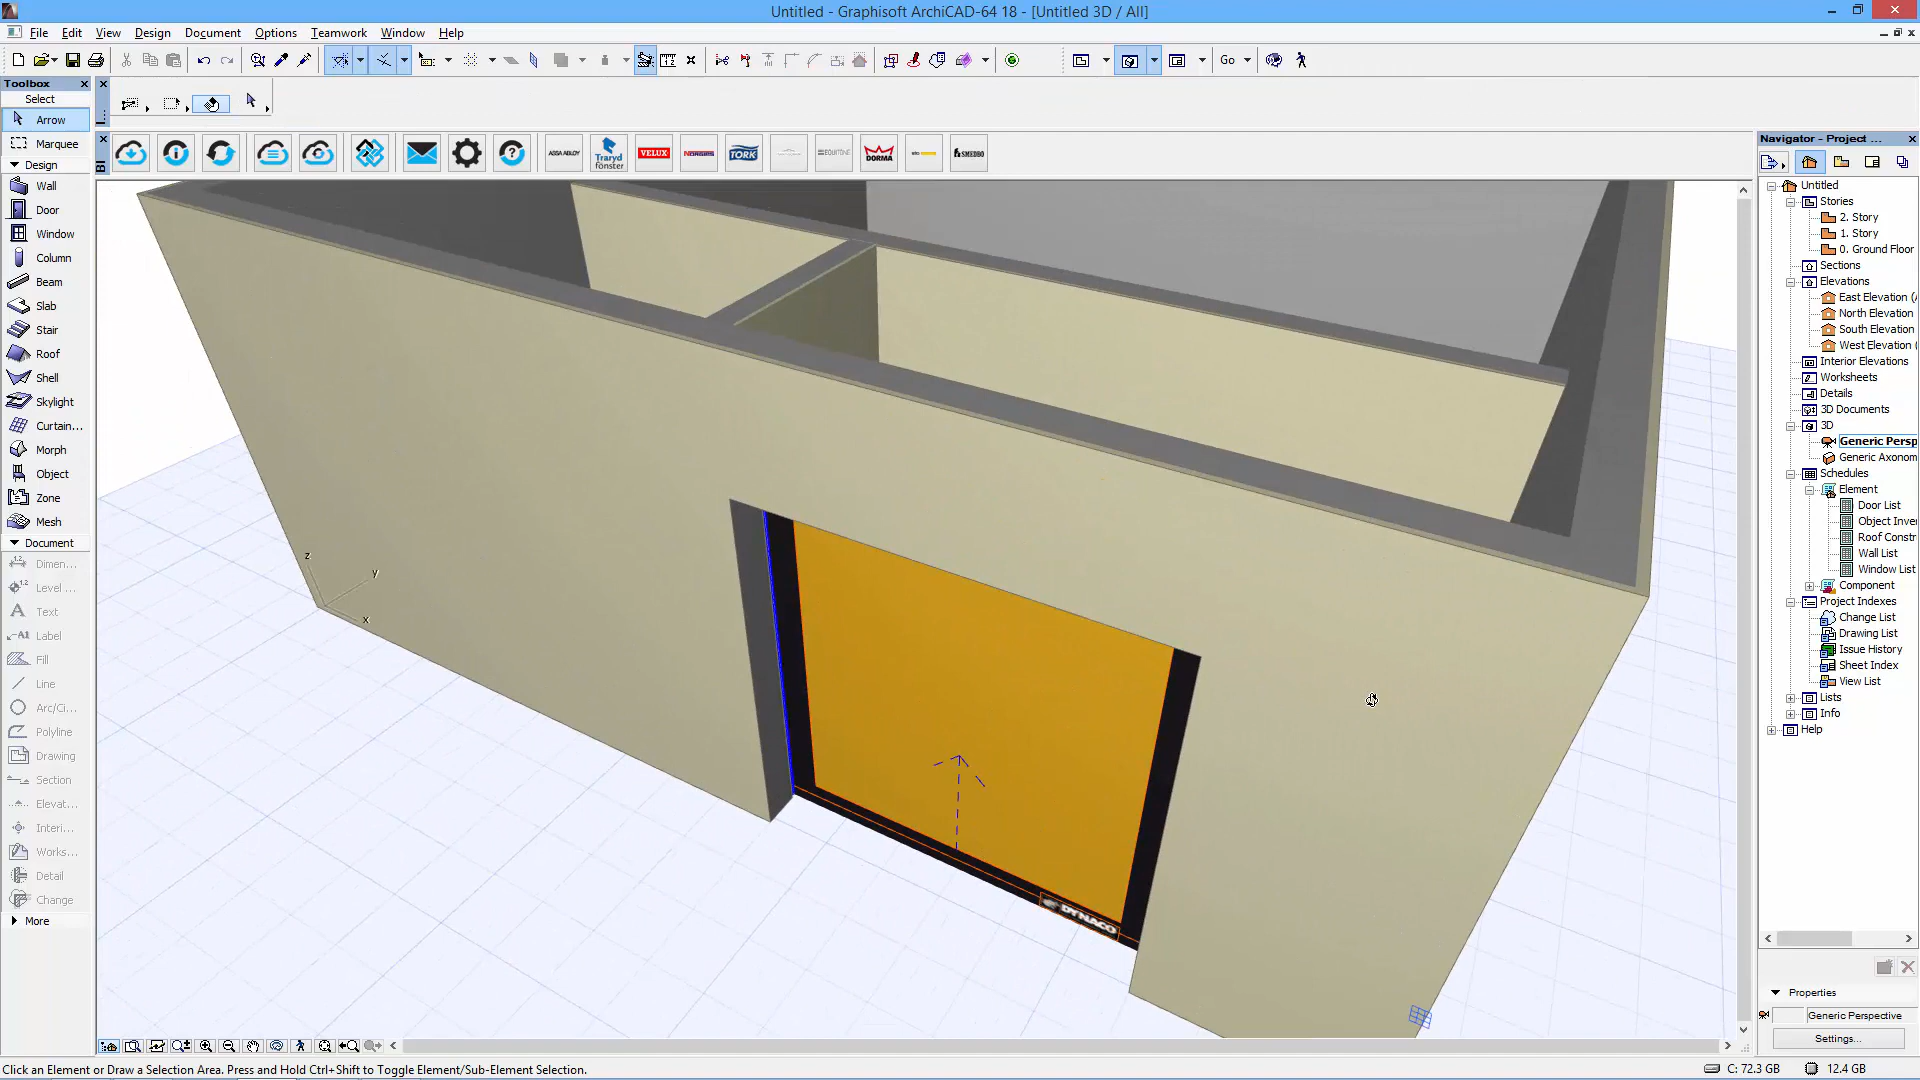 Untitled - Graphisoft ArchiCAD-64 18 - [Untitled 3D / All]
File Edit View Design Document Options Teamwork Window Help
Go
Toolbox
Select
Arrow
Marquee
Design
Wall
Door
Window
Column
Beam
Slab
Stair
Roof
Shell
Skylight
Curtain...
Morph
Object
Zone
Mesh
Document
Dimen...
Level ...
Text
Label
Fill
Line
Arc/Ci...
Polyline
Drawing
Section
Elevat...
Interi...
Works...
Detail
Change
More
ASSA ABLOY
Traryd fönster
VELUX
NORGIPS
TORK
EQUITONE
DORMA
SMEDBO
z
y
x
DYNACO
Navigator - Project ...
Untitled
Stories
2. Story
1. Story
0. Ground Floor
Sections
Elevations
East Elevation (A
North Elevation
South Elevation
West Elevation (
Interior Elevations
Worksheets
Details
3D Documents
3D
Generic Persp
Generic Axonom
Schedules
Element
Door List
Object Inve
Roof Constr
Wall List
Window List
Component
Project Indexes
Change List
Drawing List
Issue History
Sheet Index
View List
Lists
Info
Help
Properties
Generic Perspective
Settings...
Click an Element or Draw a Selection Area. Press and Hold Ctrl+Shift to Toggle Element/Sub-Element Selection.
C: 72.3 GB
12.4 GB